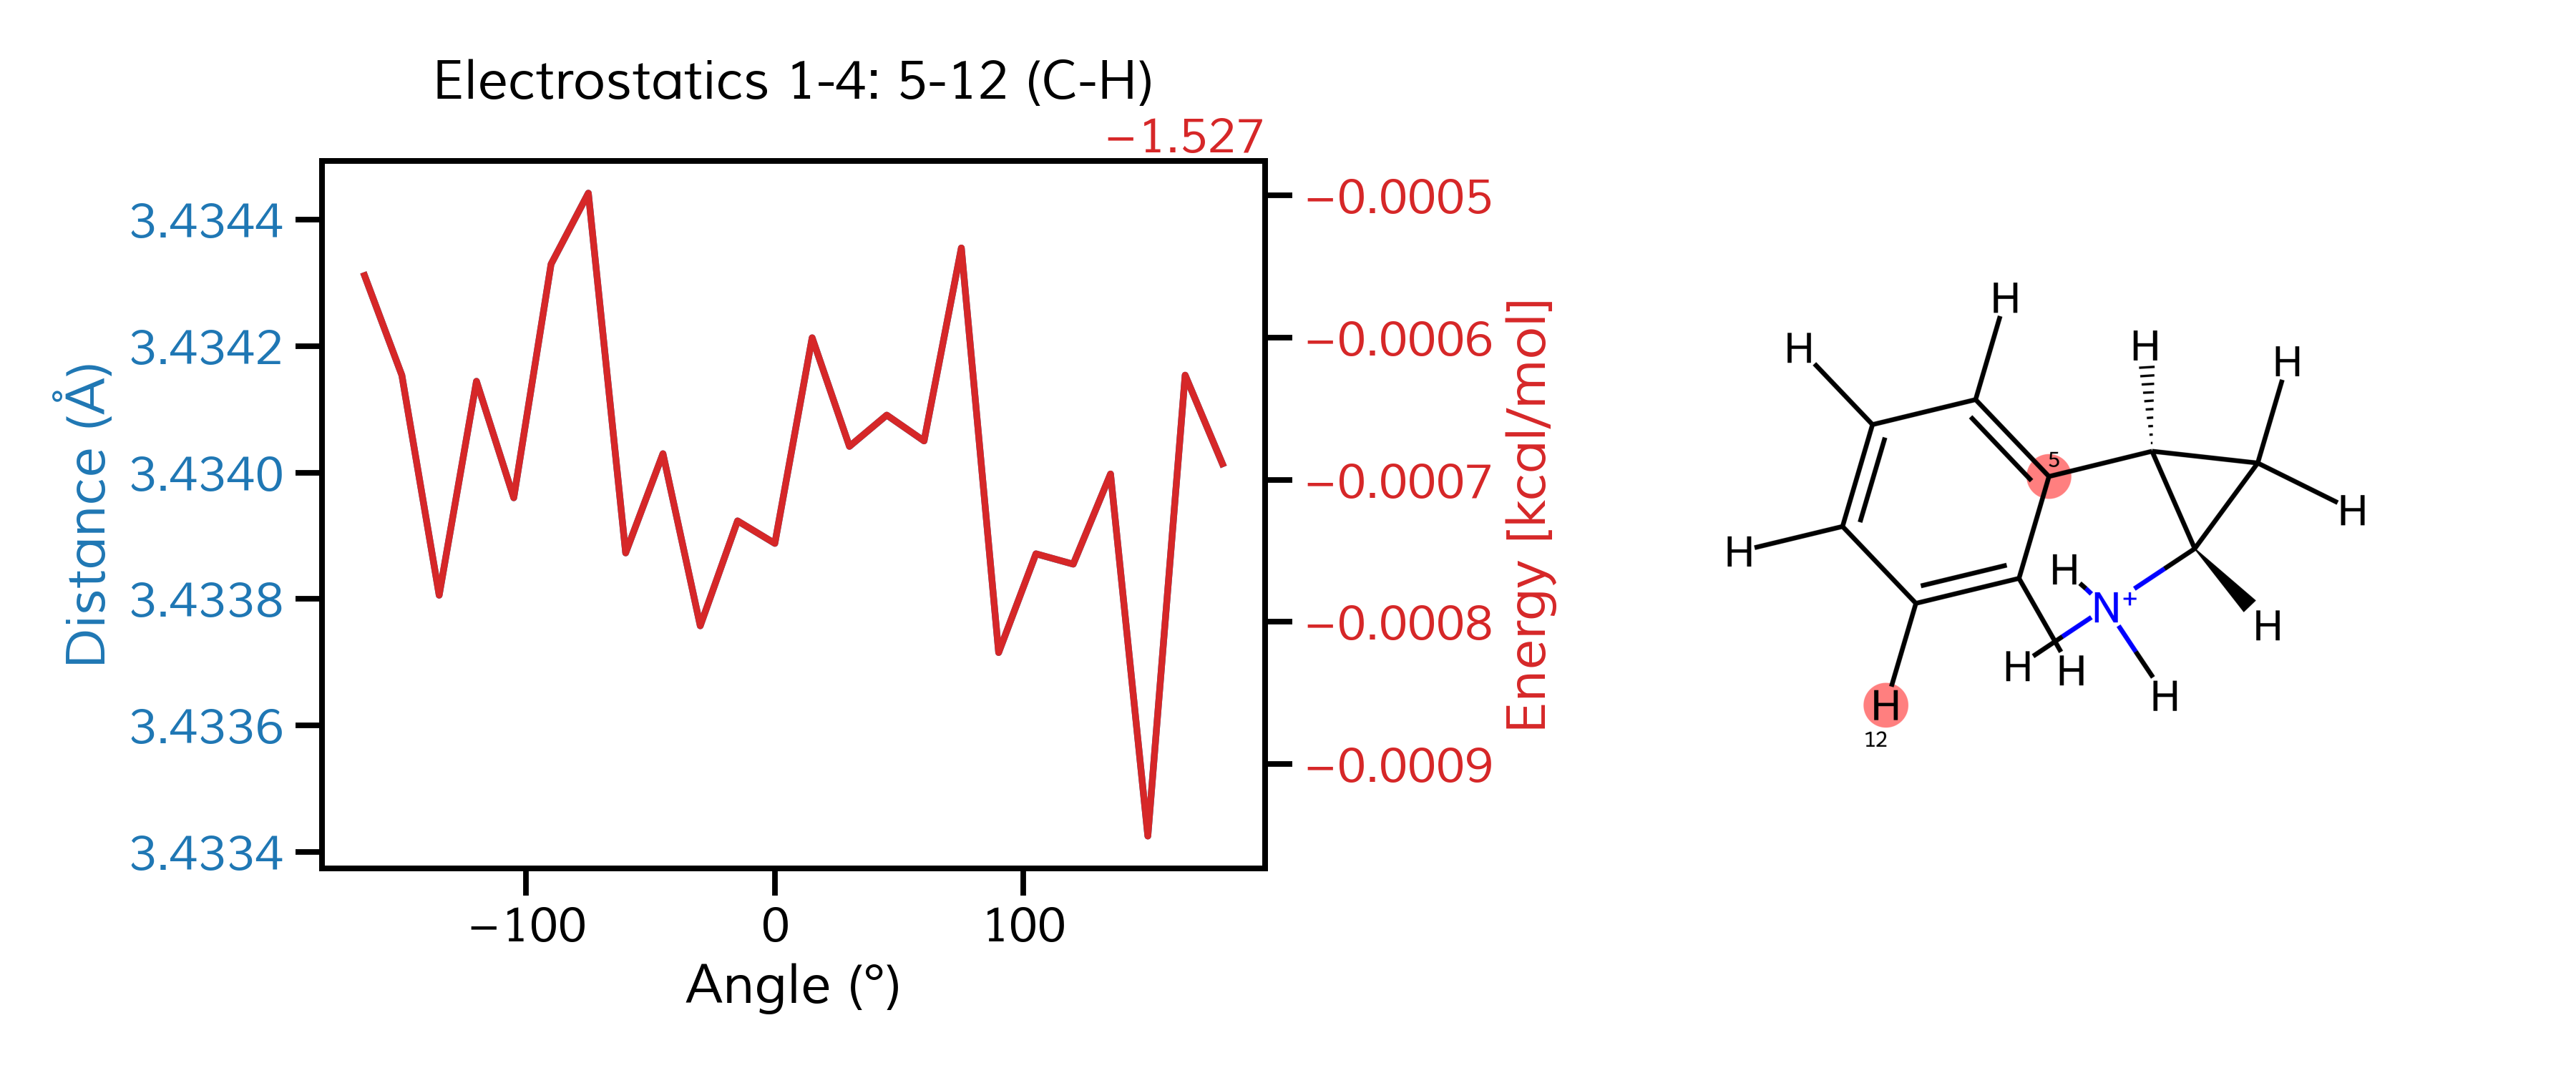 Electrostatics 1-4: 5-12 (C-H)
−1.527
Distance (Å)
3.4344
3.4342
3.4340
3.4338
3.4336
3.4334
−100
0
100
Angle (°)
−0.0005
−0.0006
−0.0007
−0.0008
−0.0009
Energy [kcal/mol]
H
H
H
H
H
5
H
H
H
N+
H
H
H
H
H
12